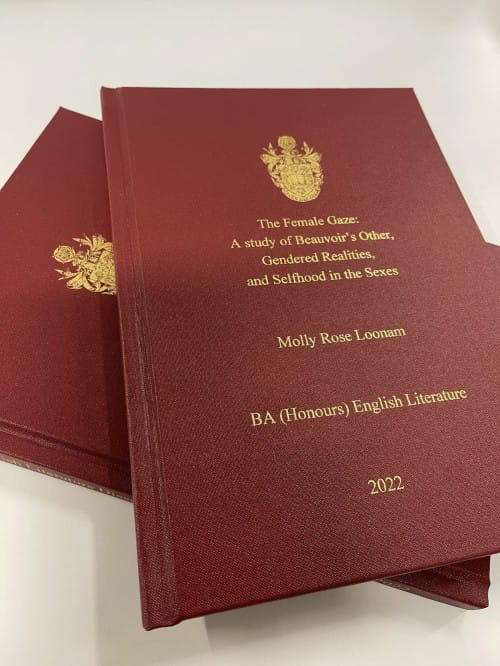 The Female Gaze:
A study of Beauvoir's Other,
Gendered Realities,
and Selfhood in the Sexes
Molly Rose Loonam
BA (Honours) English Literature
2022